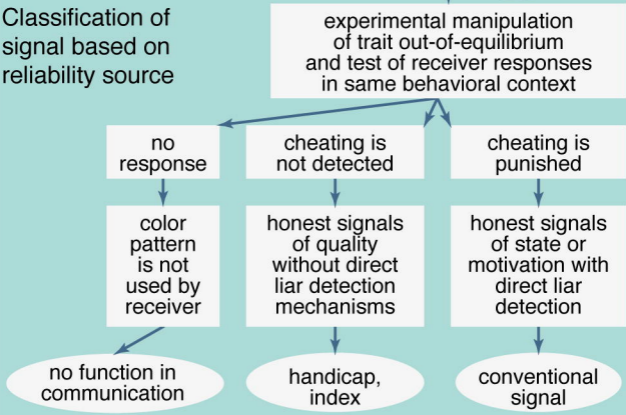 Classification of
signal based on
reliability source
experimental manipulation
of trait out-of-equilibrium
and test of receiver responses
in same behavioral context
no
response
cheating is
not detected
cheating is
punished
color
pattern
is not
used by
receiver
honest signals
of quality
without direct
liar detection
mechanisms
honest signals
of state or
motivation with
direct liar
detection
no function in
communication
handicap,
index
conventional
signal